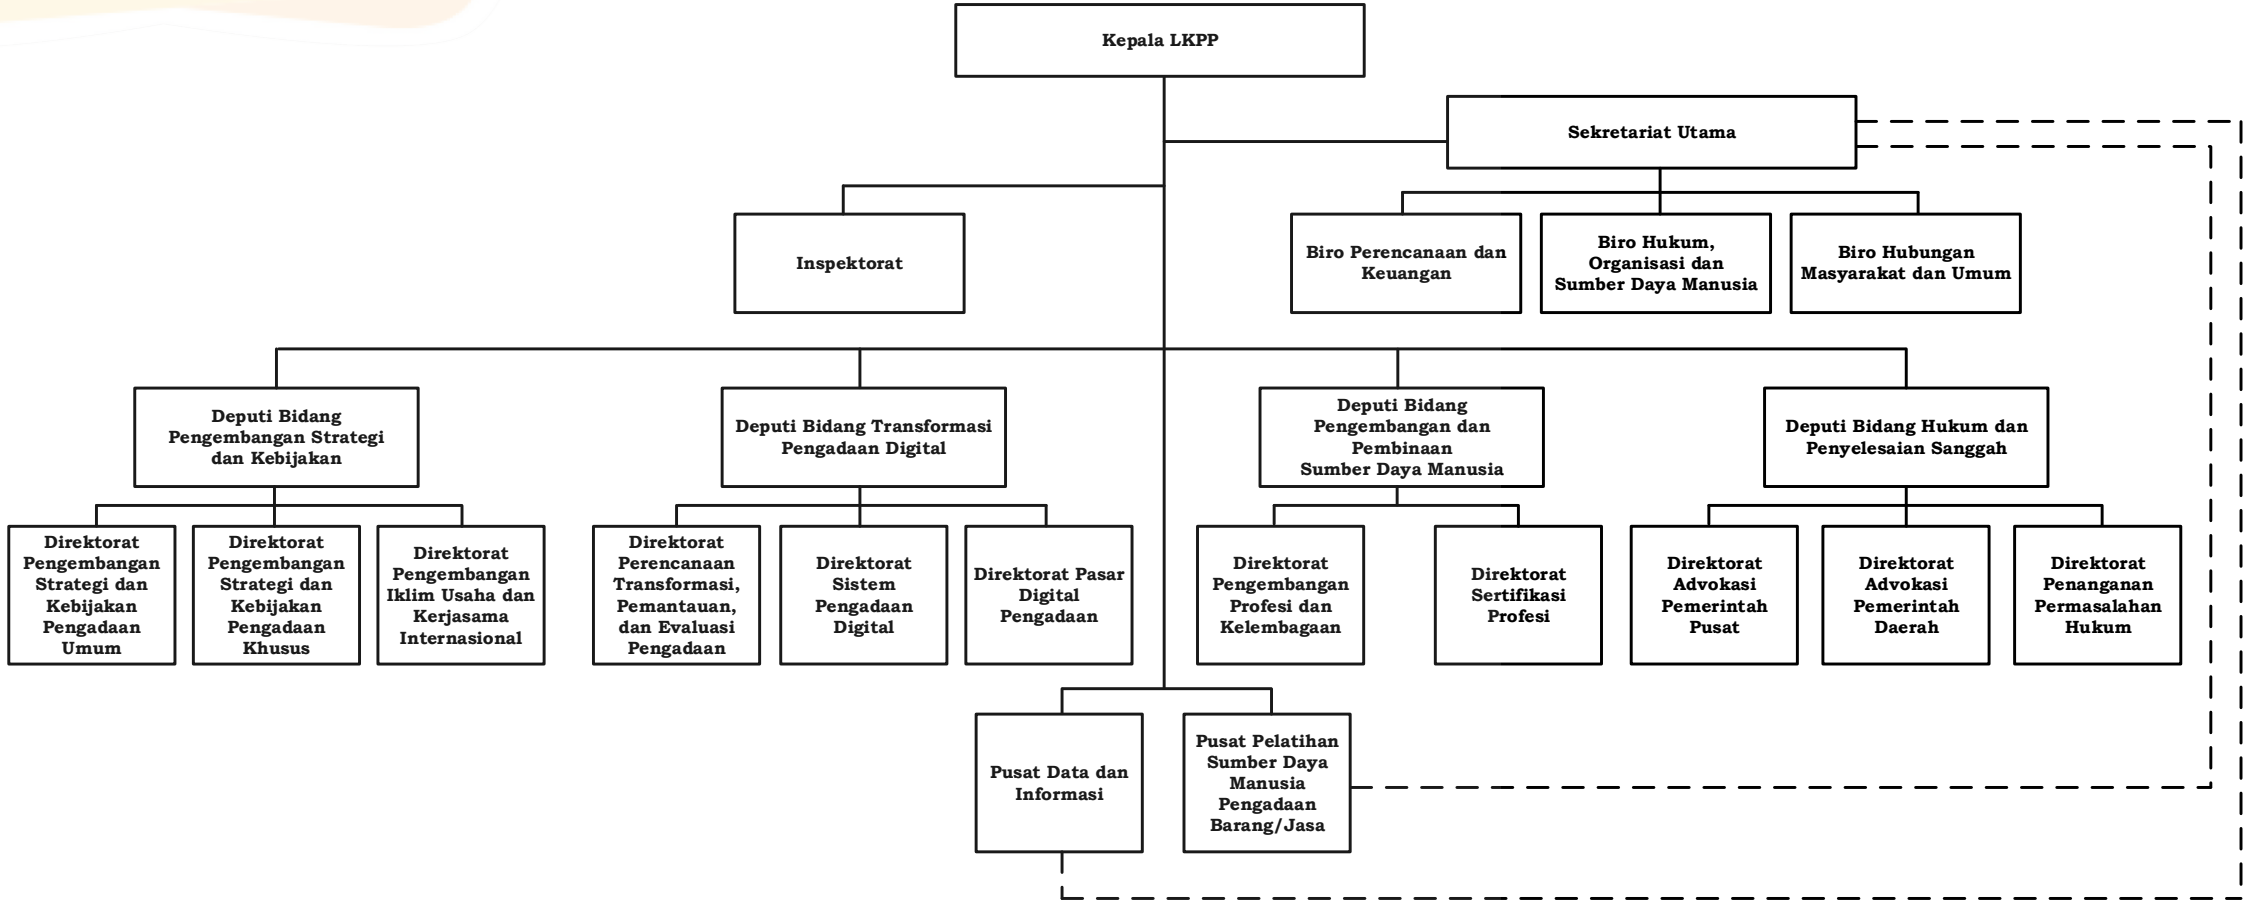 Kepala LKPP
Sekretariat Utama
Inspektorat
Biro Perencanaan dan
Keuangan
Biro Hukum,
Organisasi dan
Sumber Daya Manusia
Biro Hubungan
Masyarakat dan Umum
Deputi Bidang
Pengembangan Strategi
dan Kebijakan
Deputi Bidang Transformasi
Pengadaan Digital
Deputi Bidang
Pengembangan dan
Pembinaan
Sumber Daya Manusia
Deputi Bidang Hukum dan
Penyelesaian Sanggah
Direktorat
Pengembangan
Strategi dan
Kebijakan
Pengadaan
Umum
Direktorat
Pengembangan
Strategi dan
Kebijakan
Pengadaan
Khusus
Direktorat
Pengembangan
Iklim Usaha dan
Kerjasama
Internasional
Direktorat
Perencanaan
Transformasi,
Pemantauan,
dan Evaluasi
Pengadaan
Direktorat
Sistem
Pengadaan
Digital
Direktorat Pasar
Digital
Pengadaan
Direktorat
Pengembangan
Profesi dan
Kelembagaan
Direktorat
Sertifikasi
Profesi
Direktorat
Advokasi
Pemerintah
Pusat
Direktorat
Advokasi
Pemerintah
Daerah
Direktorat
Penanganan
Permasalahan
Hukum
Pusat Data dan
Informasi
Pusat Pelatihan
Sumber Daya
Manusia
Pengadaan
Barang/Jasa